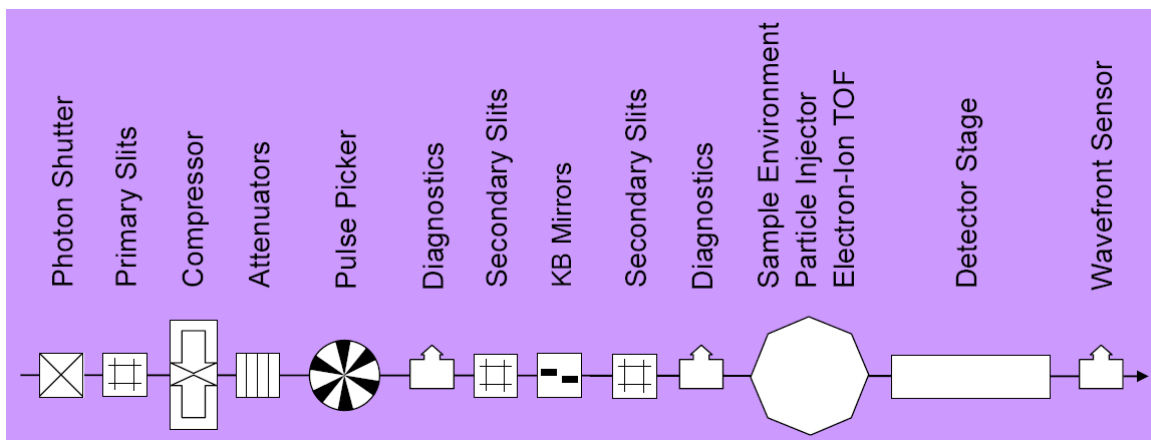 Photon Shutter
Primary Slits
Compressor
Attenuators
Pulse Picker
Diagnostics
Secondary Slits
KB Mirrors
Secondary Slits
Diagnostics
Sample Environment
Particle Injector
Electron-Ion TOF
Detector Stage
Wavefront Sensor